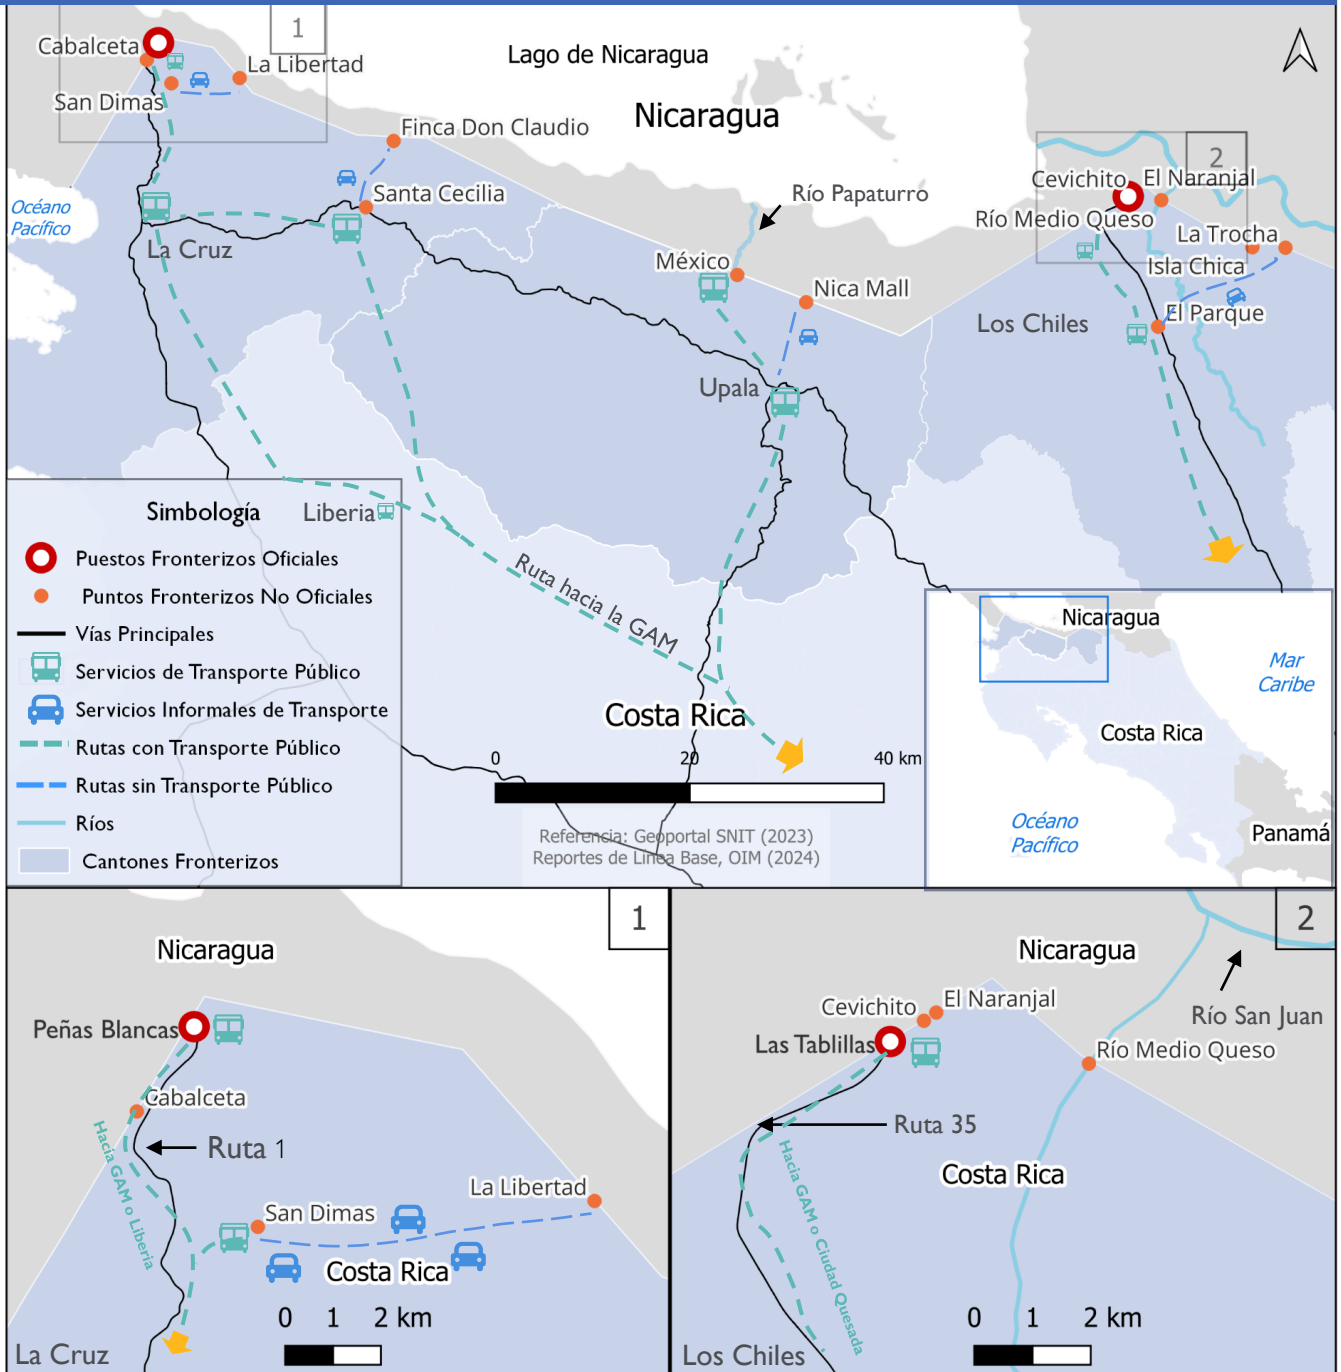 1
Cabalceta
La Libertad
San Dimas
Lago de Nicaragua
Nicaragua
Finca Don Claudio
Santa Cecilia
Océano
Pacífico
La Cruz
Río Papaturro
México
Nica Mall
Upala
2
Cevichito
El Naranjal
Río Medio Queso
La Trocha
Isla Chica
El Parque
Los Chiles
Simbología
Liberia
Puestos Fronterizos Oficiales
Puntos Fronterizos No Oficiales
Vías Principales
Servicios de Transporte Público
Servicios Informales de Transporte
Rutas con Transporte Público
Rutas sin Transporte Público
Ríos
Cantones Fronterizos
Ruta hacia la GAM
Costa Rica
0 20 40 km
Referencia: Geoportal SNIT (2023)
Reportes de Línea Base, OIM (2024)
Nicaragua
Mar
Caribe
Costa Rica
Océano
Pacífico
Panamá
1
Nicaragua
Peñas Blancas
Cabalceta
Ruta 1
Hacia GAM o Liberia
La Libertad
San Dimas
Costa Rica
0 1 2 km
La Cruz
2
Nicaragua
Cevichito
El Naranjal
Río San Juan
Las Tablillas
Río Medio Queso
Ruta 35
Costa Rica
Hacia GAM o Ciudad Quesada
0 1 2 km
Los Chiles